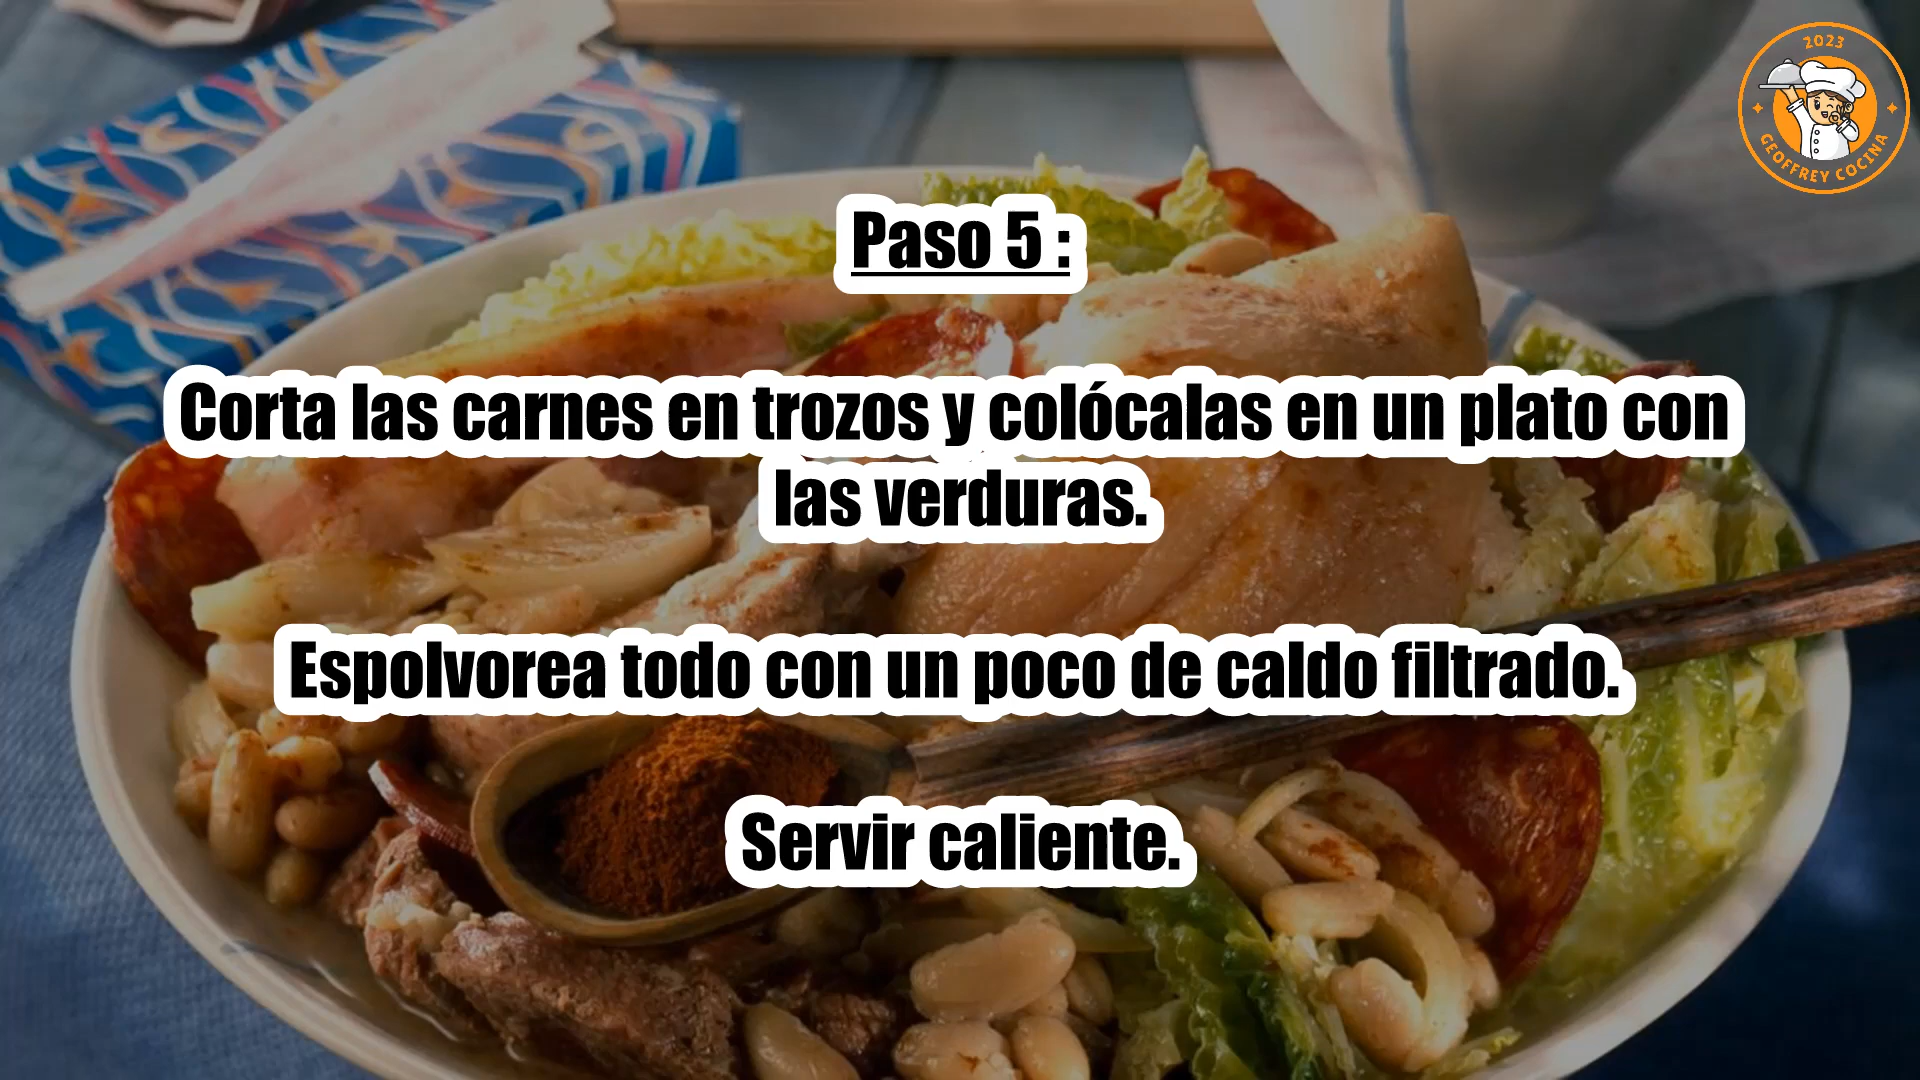 2023
GEOFFREY COCINA
Paso 5 :
Corta las carnes en trozos y colócalas en un plato con
las verduras.
Espolvorea todo con un poco de caldo filtrado.
Servir caliente.